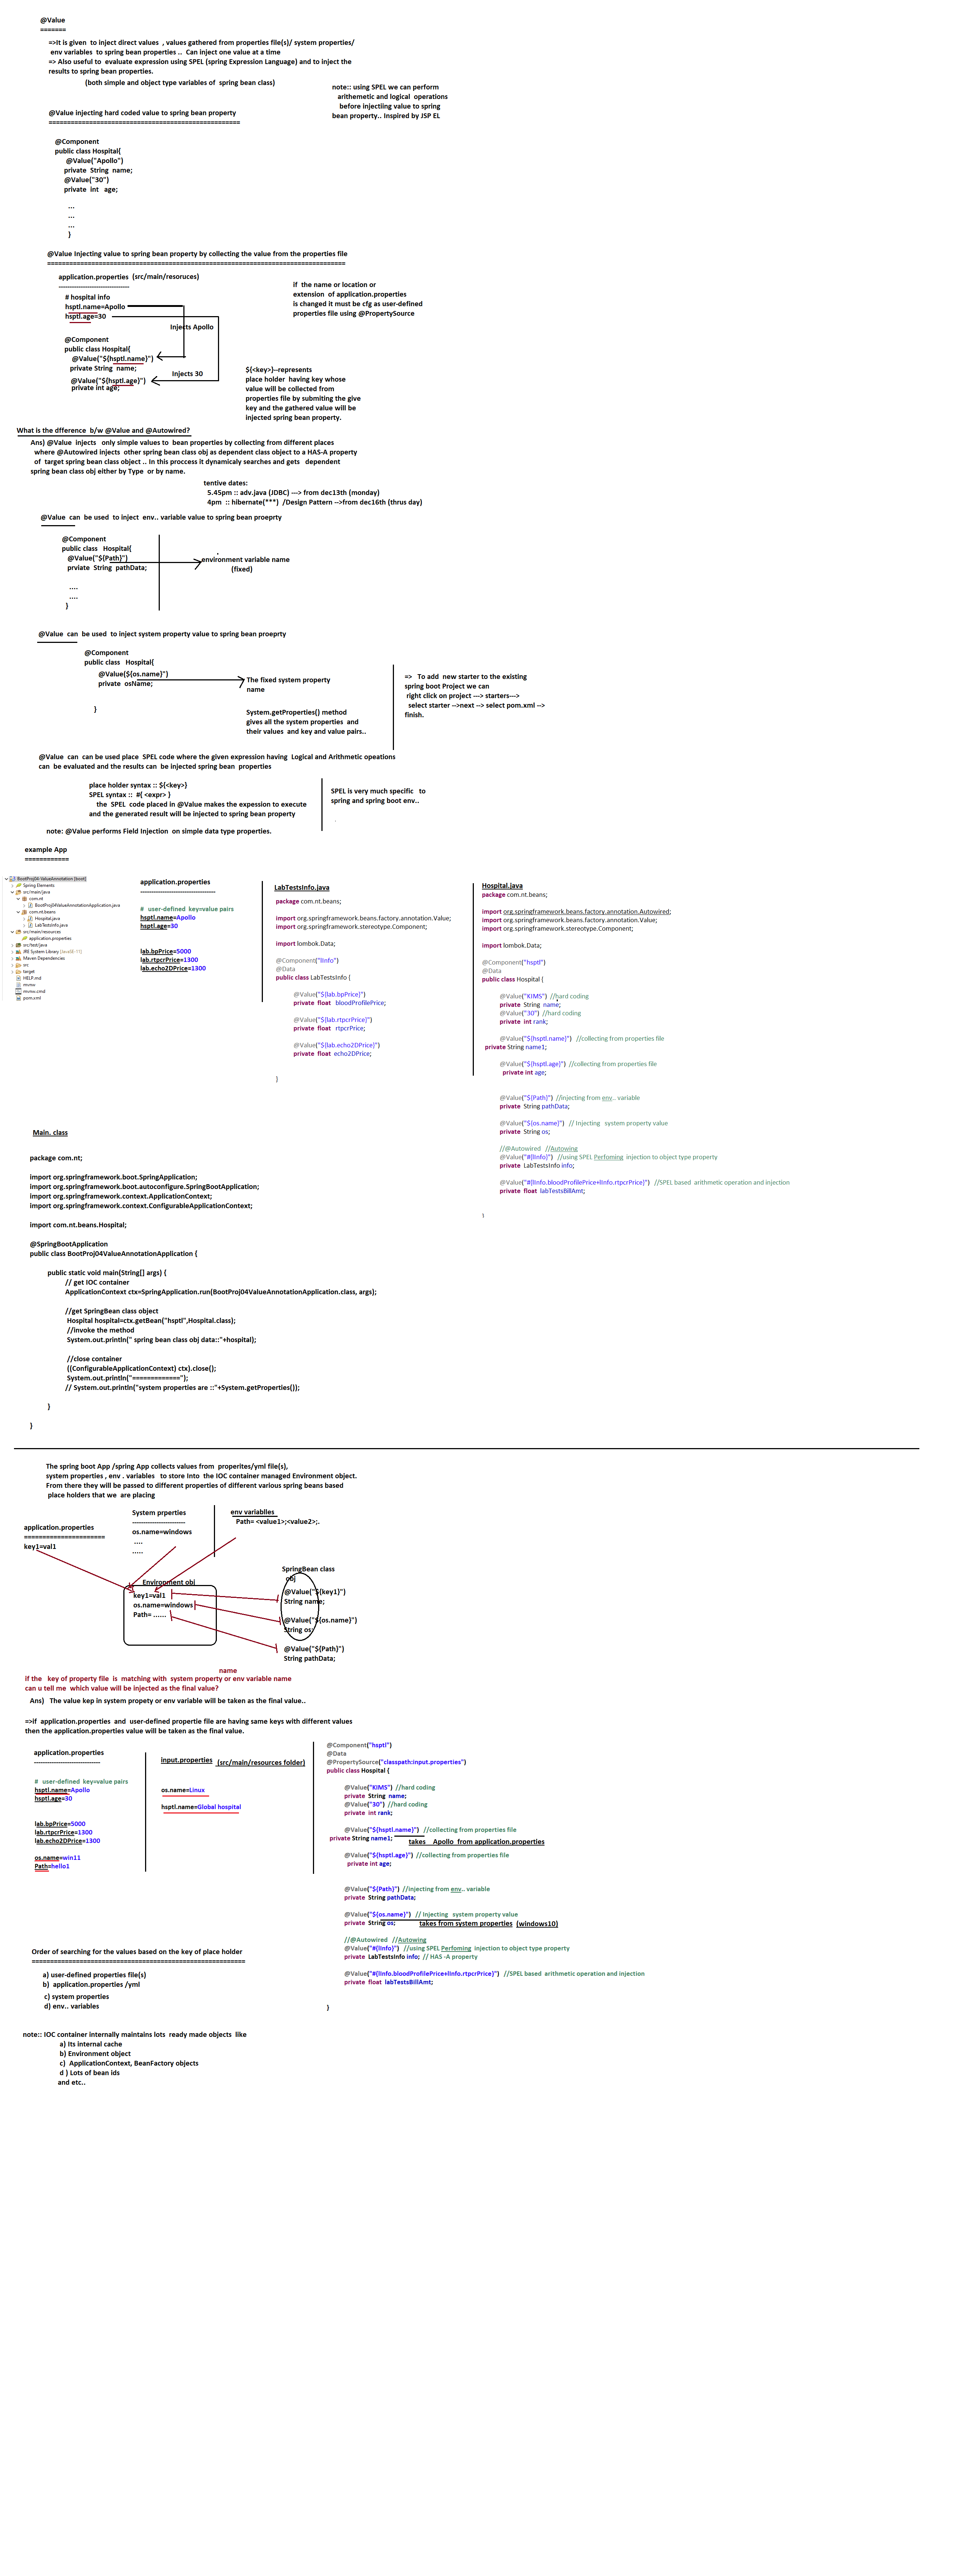 @Value
=======
=>It is given  to inject direct values  , values gathered from properties file(s)/ system properties/
env variables  to spring bean properties ..  Can inject one value at a time
=> Also useful to  evaluate expression using SPEL (spring Expression Language) and to inject the
results to spring bean properties.
(both simple and object type variables of  spring bean class)
note:: using SPEL we can perform
arithemetic and logical  operations
before injectiing value to spring
bean property.. Inspired by JSP EL
@Value injecting hard coded value to spring bean property
====================================================
@Component
public class Hospital{
@Value("Apollo")
private  String  name;
@Value("30")
private  int   age;
...
...
...
}
@Value Injecting value to spring bean property by collecting the value from the properties file
=================================================================================
application.properties  (src/main/resoruces)
--------------------------------
# hospital info
hsptl.name=Apollo
hsptl.age=30
Injects Apollo
@Component
public class Hospital{
@Value("${hsptl.name}")
private String  name;
Injects 30
@Value("${hsptl.age}")
private int age;
if  the name or location or
extension  of application.properties
is changed it must be cfg as user-defined
properties file using @PropertySource
${<key>}--represents
place holder  having key whose
value will be collected from
properties file by submiting the give
key and the gathered value will be
injected spring bean property.
What is the dfference  b/w @Value and @Autowired?
Ans) @Value  injects   only simple values to  bean properties by collecting from different places
where @Autowired injects  other spring bean class obj as dependent class object to a HAS-A property
of  target spring bean class object .. In this proccess it dynamicaly searches and gets   dependent
spring bean class obj either by Type  or by name.
tentive dates:
5.45pm :: adv.java (JDBC) ---> from dec13th (monday)
4pm  :: hibernate(***)  /Design Pattern -->from dec16th (thrus day)
@Value  can  be used  to inject  env.. variable value to spring bean proeprty
@Component
public  class   Hospital{
@Value("${Path}")
prviate  String  pathData;
....
....
}
environment variable name
(fixed)
@Value  can  be used  to inject system property value to spring bean proeprty
@Component
public  class   Hospital{
@Value(${os.name}")
private  osName;
}
The fixed system property
name
System.getProperties() method
gives all the system properties  and
their values  and key and value pairs..
=>   To add  new starter to the existing
spring boot Project we can
right click on project ---> starters--->
select starter -->next --> select pom.xml -->
finish.
@Value  can  can be used place  SPEL code where the given expression having  Logical and Arithmetic opeations
can  be evaluated and the results can be injected spring bean  properties
place holder syntax :: ${<key>}
SPEL syntax ::  #{ <expr> }
the  SPEL  code placed in @Value makes the expession to execute
and the generated result will be injected to spring bean property
SPEL is very much specific   to
spring and spring boot env..
note: @Value performs Field Injection  on simple data type properties.
example App
============
BootProj04-ValueAnnotation [boot]
Spring Elements
src/main/java
com.nt
BootProj04ValueAnnotationApplication.java
com.nt.beans
Hospital.java
LabTestsInfo.java
src/main/resources
application.properties
src/test/java
JRE System Library [JavaSE-11]
Maven Dependencies
src
target
HELP.md
mvnw
mvnw.cmd
pom.xml
application.properties
----------------------------------
#  user-defined  key=value pairs
hsptl.name=Apollo
hsptl.age=30
lab.bpPrice=5000
lab.rtpcrPrice=1300
lab.echo2DPrice=1300
LabTestsInfo.java
package com.nt.beans;
import org.springframework.beans.factory.annotation.Value;
import org.springframework.stereotype.Component;
import lombok.Data;
@Component("lInfo")
@Data
public class LabTestsInfo {
@Value("${lab.bpPrice}")
private  float   bloodProfilePrice;
@Value("${lab.rtpcrPrice}")
private  float   rtpcrPrice;
@Value("${lab.echo2DPrice}")
private  float  echo2DPrice;
}
Hospital.java
package com.nt.beans;
import org.springframework.beans.factory.annotation.Autowired;
import org.springframework.beans.factory.annotation.Value;
import org.springframework.stereotype.Component;
import lombok.Data;
@Component("hsptl")
@Data
public class Hospital {
@Value("KIMS")  //hard coding
private  String  name;
@Value("30")  //hard coding
private  int rank;
@Value("${hsptl.name}")   //collecting from properties file
private String name1;
@Value("${hsptl.age}")  //collecting from properties file
private int age;
@Value("${Path}")  //injecting from env.. variable
private  String pathData;
@Value("${os.name}")   // Injecting   system property value
private  String os;
//@Autowired   //Autowing
@Value("#{lInfo}")   //using SPEL Perfoming  injection to object type property
private  LabTestsInfo info;
@Value("#{lInfo.bloodProfilePrice+lInfo.rtpcrPrice}")   //SPEL based  arithmetic operation and injection
private  float  labTestsBillAmt;
}
Main. class
package com.nt;
import org.springframework.boot.SpringApplication;
import org.springframework.boot.autoconfigure.SpringBootApplication;
import org.springframework.context.ApplicationContext;
import org.springframework.context.ConfigurableApplicationContext;
import com.nt.beans.Hospital;
@SpringBootApplication
public class BootProj04ValueAnnotationApplication {
public static void main(String[] args) {
// get IOC container
ApplicationContext ctx=SpringApplication.run(BootProj04ValueAnnotationApplication.class, args);
//get SpringBean class object
Hospital hospital=ctx.getBean("hsptl",Hospital.class);
//invoke the method
System.out.println(" spring bean class obj data::"+hospital);
//close container
((ConfigurableApplicationContext) ctx).close();
System.out.println("=============");
// System.out.println("system properties are ::"+System.getProperties());
}
}
The spring boot App /spring App collects values from  properites/yml file(s),
system properties , env . variables   to store Into  the IOC container managed Environment object.
From there they will be passed to different properties of different various spring beans based
place holders that we  are placing
application.properties
======================
key1=val1
System prperties
------------------------
os.name=windows
....
.....
env variablles
Path= <value1>;<value2>;.
Environment obj
key1=val1
os.name=windows
Path= ......
SpringBean class
obj
@Value("${key1}")
String name;
@Value("${os.name}")
String os;
@Value("${Path}")
String pathData;
name
if the   key of property file  is  matching with  system property or env variable name
can u tell me  which value will be injected as the final value?
Ans)   The value kep in system propety or env variable will be taken as the final value..
=>if  application.properties  and  user-defined propertie file are having same keys with different values
then the application.properties value will be taken as the final value.
application.properties
------------------------------
#  user-defined  key=value pairs
hsptl.name=Apollo
hsptl.age=30
lab.bpPrice=5000
lab.rtpcrPrice=1300
lab.echo2DPrice=1300
os.name=win11
Path=hello1
input.properties  (src/main/resources folder)
os.name=Linux
hsptl.name=Global hospital
@Component("hsptl")
@Data
@PropertySource("classpath:input.properties")
public class Hospital {
@Value("KIMS")  //hard coding
private  String  name;
@Value("30")  //hard coding
private  int rank;
@Value("${hsptl.name}")   //collecting from properties file
private String name1;     takes    Apollo  from application.properties
@Value("${hsptl.age}")  //collecting from properties file
private int age;
@Value("${Path}")  //injecting from env.. variable
private  String pathData;
@Value("${os.name}")  // Injecting   system property value
private  String os;     takes from system properties  (windows10)
//@Autowired   //Autowing
@Value("#{lInfo}")   //using SPEL Perfoming  injection to object type property
private  LabTestsInfo info;  // HAS -A property
@Value("#{lInfo.bloodProfilePrice+lInfo.rtpcrPrice}")   //SPEL based  arithmetic operation and injection
private  float  labTestsBillAmt;
}
Order of searching for the values based on the key of place holder
==========================================================
a) user-defined properties file(s)
b)  application.properties /yml
c) system properties
d) env.. variables
note:: IOC container internally maintains lots  ready made objects  like
a) Its internal cache
b) Environment object
c)  ApplicationContext, BeanFactory objects
d ) Lots of bean ids
and etc..